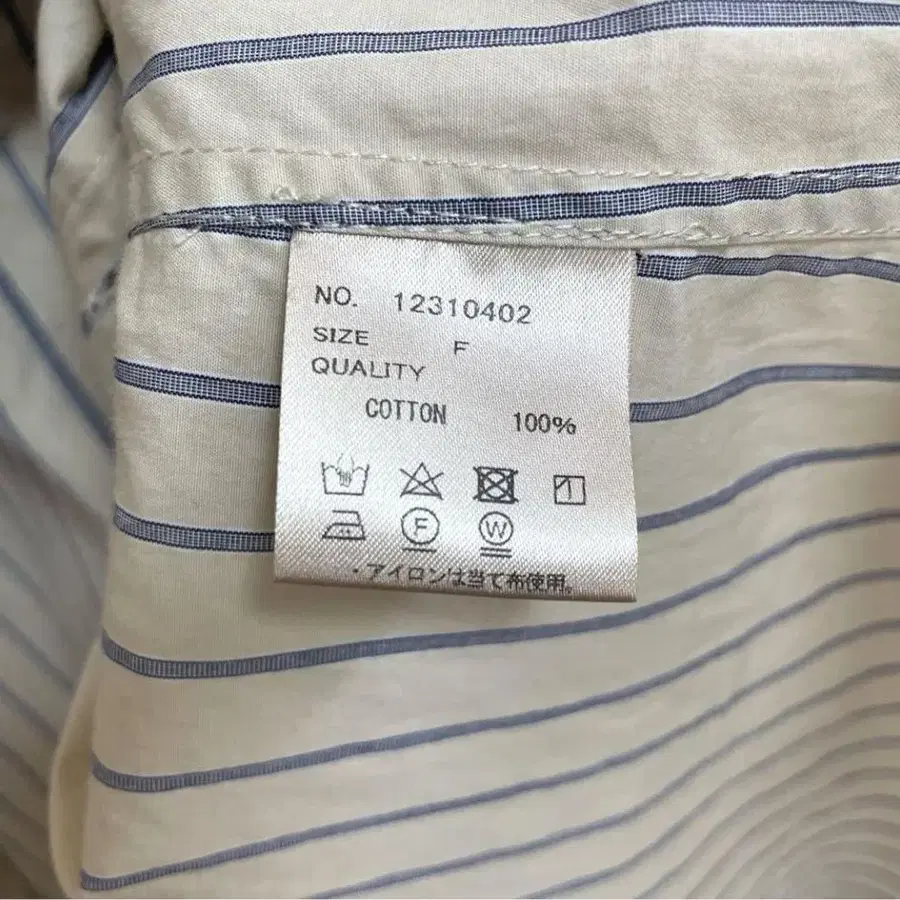 NO. 12310402
SIZE F
QUALITY
COTTON 100%
F W
・アイロンは当て布使用。